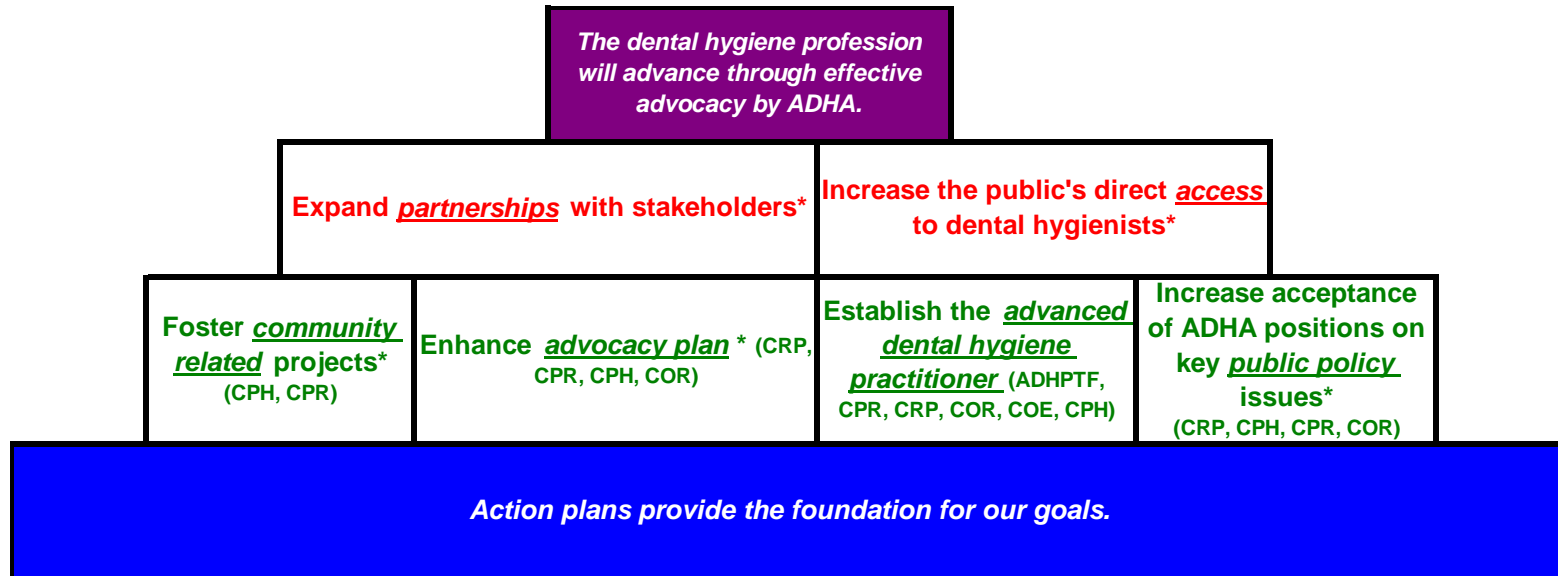 The dental hygiene profession
will advance through effective
advocacy by ADHA.
Expand partnerships with stakeholders*
Increase the public's direct access
to dental hygienists*
Foster community
related projects*
(CPH, CPR)
Enhance advocacy plan * (CRP,
CPR, CPH, COR)
Establish the advanced
dental hygiene
practitioner (ADHPTF,
CPR, CRP, COR, COE, CPH)
Increase acceptance
of ADHA positions on
key public policy
issues*
(CRP, CPH, CPR, COR)
Action plans provide the foundation for our goals.